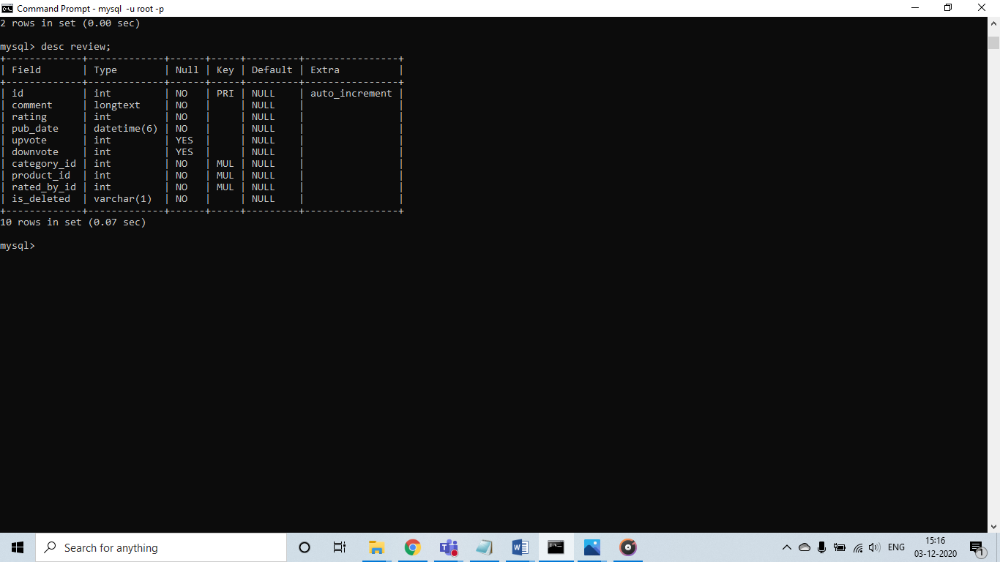 Command Prompt - mysql  -u root -p
2 rows in set (0.00 sec)
mysql> desc review;
+-------------+-------------+------+-----+---------+----------------+
| Field       | Type        | Null | Key | Default | Extra          |
+-------------+-------------+------+-----+---------+----------------+
| id          | int         | NO   | PRI | NULL    | auto_increment |
| comment     | longtext    | NO   |     | NULL    |                |
| rating      | int         | NO   |     | NULL    |                |
| pub_date    | datetime(6) | NO   |     | NULL    |                |
| upvote      | int         | YES  |     | NULL    |                |
| downvote    | int         | YES  |     | NULL    |                |
| category_id | int         | NO   | MUL | NULL    |                |
| product_id  | int         | NO   | MUL | NULL    |                |
| rated_by_id | int         | NO   | MUL | NULL    |                |
| is_deleted  | varchar(1)  | NO   |     | NULL    |                |
+-------------+-------------+------+-----+---------+----------------+
10 rows in set (0.07 sec)
mysql>
Search for anything
ENG
15:16
03-12-2020
1